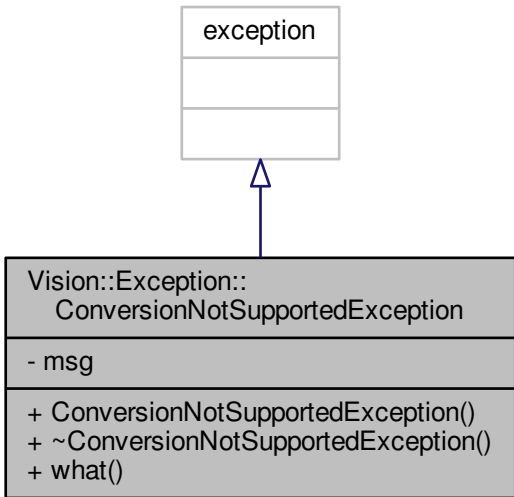 exception
Vision::Exception::
ConversionNotSupportedException
- msg
+ ConversionNotSupportedException()
+ ~ConversionNotSupportedException()
+ what()